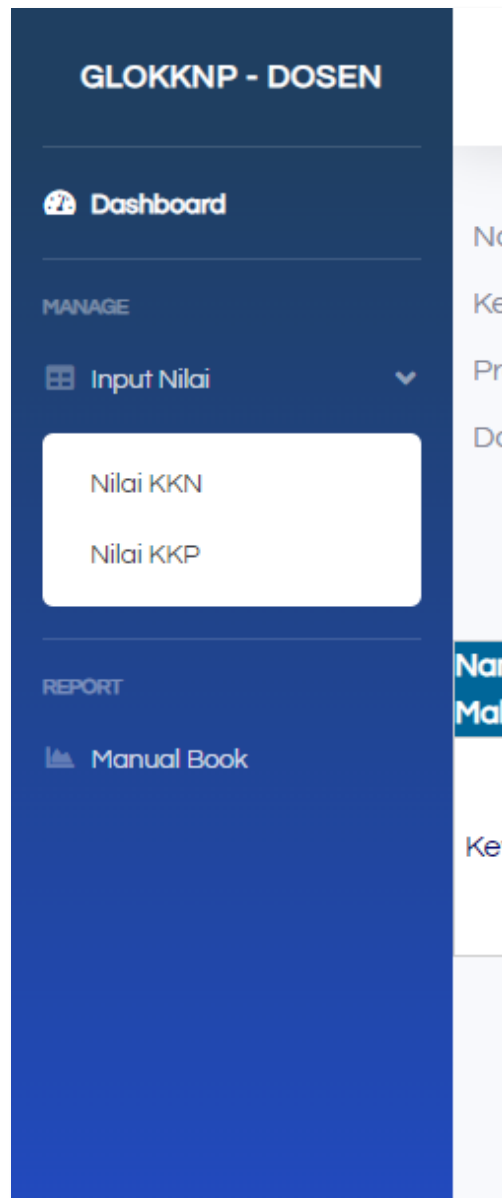 GLOKKNP - DOSEN
Dashboard
MANAGE
Input Nilai
Nilai KKN
Nilai KKP
REPORT
Manual Book